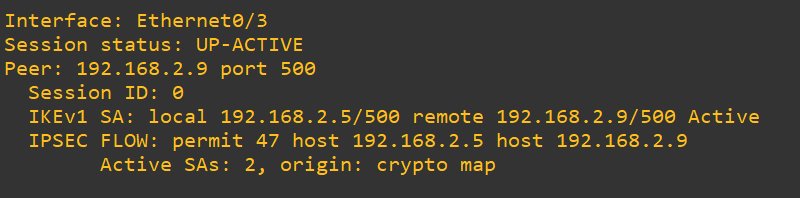 Interface: Ethernet0/3
Session status: UP-ACTIVE
Peer: 192.168.2.9 port 500
  Session ID: 0
  IKEv1 SA: local 192.168.2.5/500 remote 192.168.2.9/500 Active
  IPSEC FLOW: permit 47 host 192.168.2.5 host 192.168.2.9
        Active SAs: 2, origin: crypto map